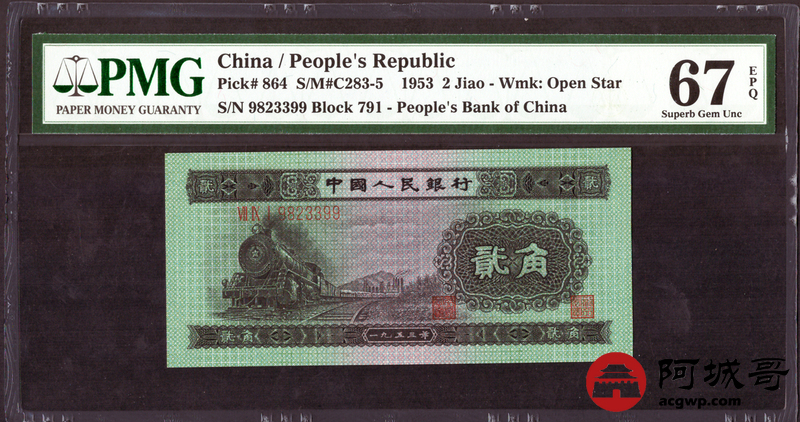 PMG
PAPER MONEY GUARANTY
China / People's Republic
Pick# 864 S/M#C283-5 1953 2 Jiao - Wmk: Open Star
S/N 9823399 Block 791 - People's Bank of China
67
EPQ
Superb Gem Unc
貳 中國人民銀行 貳
VII IX I 9823399
貳角
貳角 一九五三年 貳角
阿城哥
acgwp.com